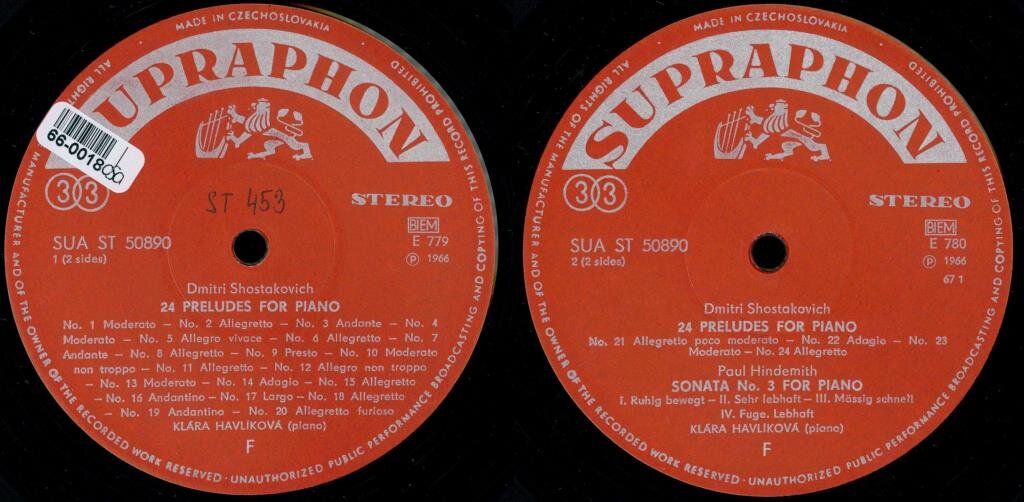 MADE IN CZECHOSLOVAKIA
UPRAPHON
ALL RIGHTS
OF THE MANUFACTURER AND OF THE OWNER OF THE RECORDED WORK RESERVED · UNAUTHORIZED PUBLIC PERFORMANCE BROADCASTING AND COPYING OF THIS RECORD PROHIBITED
66-0018
ST 453
33
STEREO
BIEM
SUA ST 50890
E 779
1 (2 sides)
Ⓟ 1966
Dmitri Shostakovich
24 PRELUDES FOR PIANO
No. 1 Moderato – No. 2 Allegretto – No. 3 Andante – No. 4
Moderato – No. 5 Allegro vivace – No. 6 Allegretto – No. 7
Andante – No. 8 Allegretto – No. 9 Presto – No. 10 Moderato
non troppo – No. 11 Allegretto – No. 12 Allegro non troppo
– No. 13 Moderato – No. 14 Adagio – No. 15 Allegretto
– No. 16 Andantino – No. 17 Largo – No. 18 Allegretto
– No. 19 Andantino – No. 20 Allegretto furioso
KLÁRA HAVLÍKOVÁ (piano)
F
MADE IN CZECHOSLOVAKIA
SUPRAPHON
ALL RIGHTS OF THE MANUFACTURER AND OF THE OWNER OF THE RECORDED WORK RESERVED · UNAUTHORIZED PUBLIC PERFORMANCE BROADCASTING AND COPYING OF THIS RECORD PROHIBITED
33
STEREO
BIEM
SUA ST 50890
E 780
2 (2 sides)
Ⓟ 1966
67 1
Dmitri Shostakovich
24 PRELUDES FOR PIANO
No. 21 Allegretto poco moderato – No. 22 Adagio – No. 23
Moderato – No. 24 Allegretto
Paul Hindemith
SONATA No. 3 FOR PIANO
I. Ruhig bewegt – II. Sehr lebhaft – III. Mässig schnell
IV. Fuge. Lebhaft
KLÁRA HAVLÍKOVÁ (piano)
F